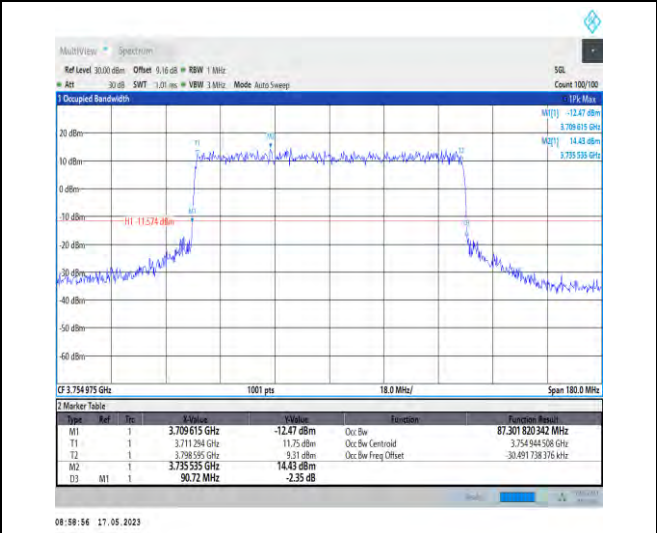 MultiView Spectrum
Ref Level 30.00 dBm Offset 9.16 dB RBW 1 MHz SGL
Att 30 dB SWT 1.01 ms VBW 3 MHz Mode Auto Sweep Count 100/100
1 Occupied Bandwidth 1Pk Max
M1[1] -12.47 dBm
3.709 615 GHz
M2[1] 14.43 dBm
3.735 535 GHz
20 dBm
T1 M2 T2
10 dBm
0 dBm
-10 dBm
M1
H1 -11.574 dBm
D3
-20 dBm
-30 dBm
-40 dBm
-50 dBm
-60 dBm
CF 3.754 975 GHz 1001 pts 18.0 MHz/ Span 180.0 MHz
2 Marker Table
Type Ref Trc X-Value Y-Value Function Function Result
M1 1 3.709 615 GHz -12.47 dBm Occ Bw 87.301 820 342 MHz
T1 1 3.711 294 GHz 11.75 dBm Occ Bw Centroid 3.754 944 508 GHz
T2 1 3.798 595 GHz 9.31 dBm Occ Bw Freq Offset -30.491 738 376 kHz
M2 1 3.735 535 GHz 14.43 dBm
D3 M1 1 90.72 MHz -2.35 dB
08:58:56 17.05.2023